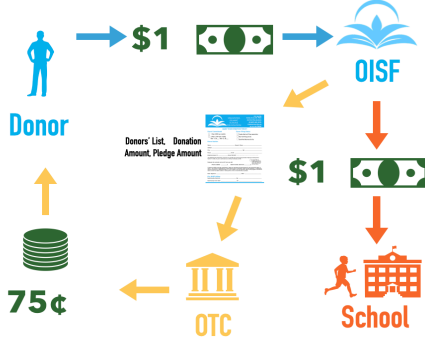 $1
OISF
Donor
Donors' List, Donation
Amount, Pledge Amount
$1
75¢
OTC
School